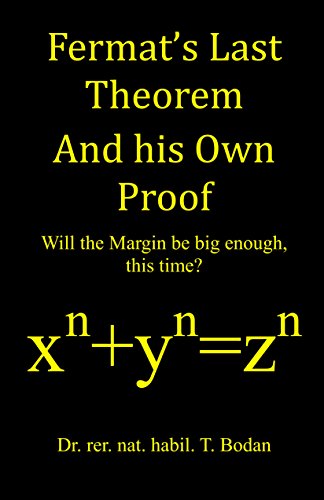 Fermat's Last
Theorem
And his Own
Proof
Will the Margin be big enough,
this time?
xⁿ+yⁿ=zⁿ
Dr. rer. nat. habil. T. Bodan